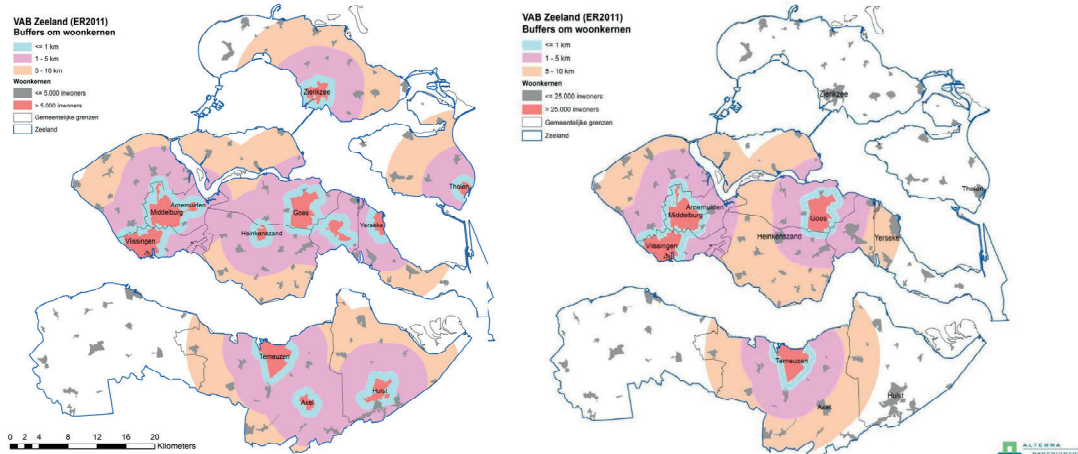 VAB Zeeland (ER2011)
Buffers om woonkernen
<= 1 km
1 - 5 km
5 - 10 km
Woonkernen
<= 5.000 inwoners
> 5.000 inwoners
Gemeentelijke grenzen
Zeeland
Zierikzee
Tholen
Arnemuiden
Middelburg
Goes
Vlissingen
Heinkenszand
Yerseke
Terneuzen
Axel
Hulst
0 2 4 8 12 16 20
Kilometers
VAB Zeeland (ER2011)
Buffers om woonkernen
<= 1 km
1 - 5 km
5 - 10 km
Woonkernen
<= 25.000 inwoners
> 25.000 inwoners
Gemeentelijke grenzen
Zeeland
Zierikzee
Tholen
Arnemuiden
Middelburg
Goes
Vlissingen
Heinkenszand
Yerseke
Terneuzen
Axel
Hulst
ALTERRA